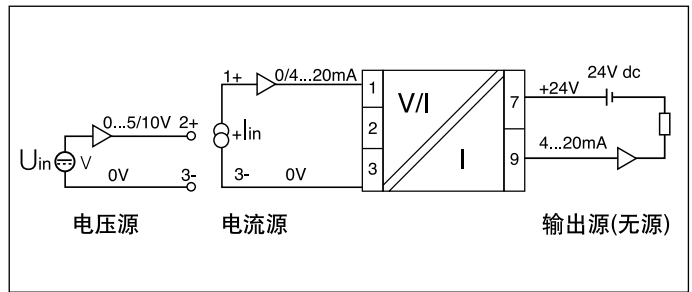 24V dc
1+ 0/4...20mA 1 V/I 7 +24V
0...5/10V 2+ +Iin 2
Uin V 9 4...20mA
0V 3- 3- 0V 3 I
电压源 电流源 输出源(无源)